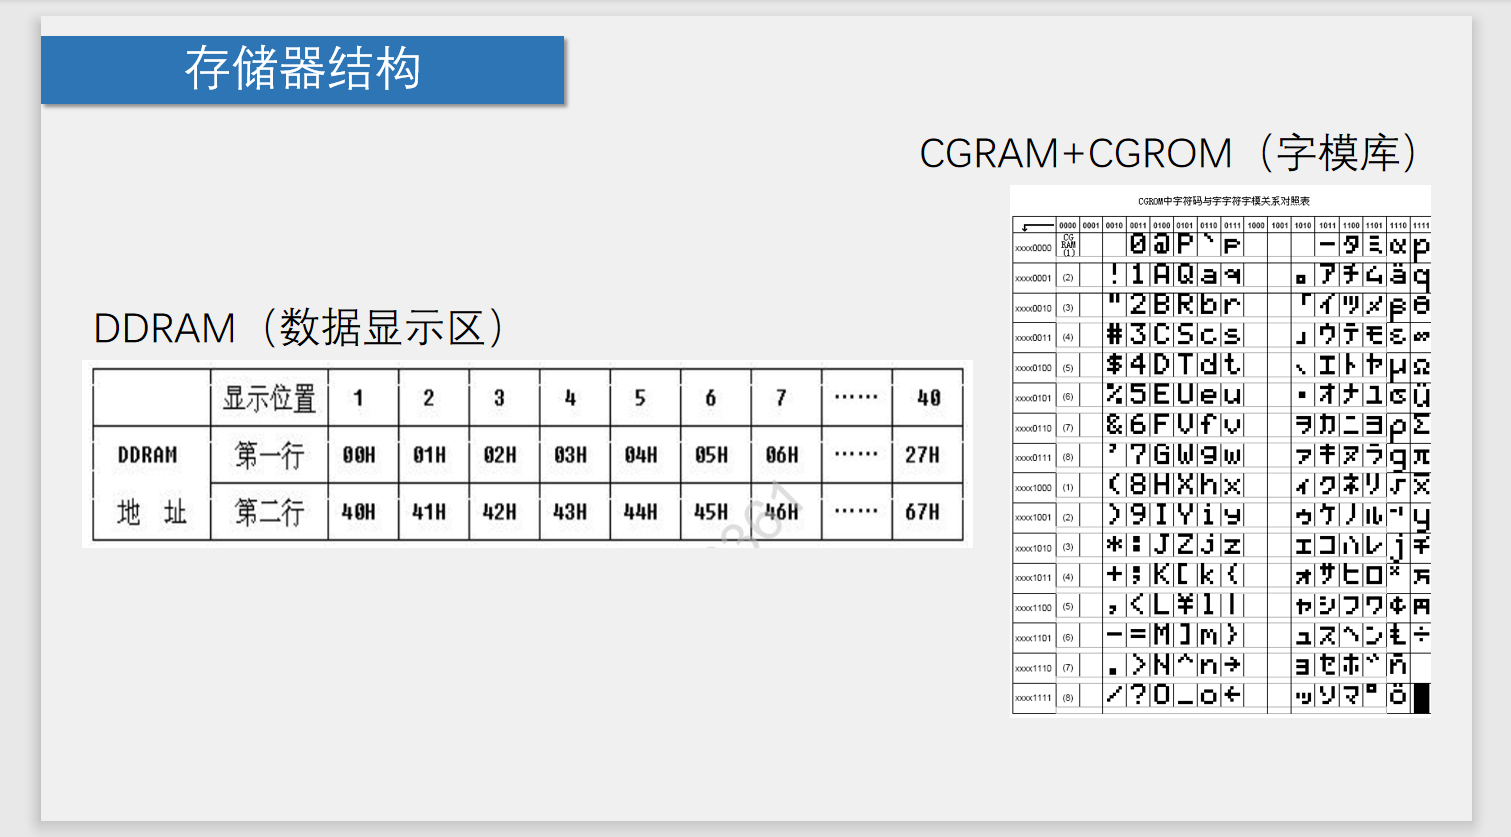 存储器结构
CGRAM+CGROM（字模库）
CGROM中字符码与字字符字模关系对照表
0000 0001 0010 0011 0100 0101 0110 0111 1000 1001 1010 1011 1100 1101 1110 1111
xxxx0000 CG RAM (1) 0 @ P ` p ー タ ミ α p
xxxx0001 (2) ! 1 A Q a q 。 ア チ ム ä q
xxxx0010 (3) " 2 B R b r 「 イ ツ メ β θ
xxxx0011 (4) # 3 C S c s 」 ウ テ モ ε ∞
xxxx0100 (5) $ 4 D T d t 、 エ ト ヤ μ Ω
xxxx0101 (6) % 5 E U e u ・ オ ナ ユ σ ü
xxxx0110 (7) & 6 F V f v ヲ カ ニ ヨ ρ Σ
xxxx0111 (8) ' 7 G W g w ァ キ ヌ ラ g π
xxxx1000 (1) ( 8 H X h x ィ ク ネ リ √ x̄
xxxx1001 (2) ) 9 I Y i y ゥ ケ ノ ル ⁻¹ y
xxxx1010 (3) * : J Z j z エ コ ハ レ j 千
xxxx1011 (4) + ; K [ k { ォ サ ヒ ロ ˣ 万
xxxx1100 (5) , < L ¥ l | ャ シ フ ワ ¢ 円
xxxx1101 (6) - = M ] m } ュ ス ヘ ン ₤ ÷
xxxx1110 (7) . > N ^ n → ョ セ ホ ゛ ñ
xxxx1111 (8) / ? O _ o ← ッ ソ マ ゜ ö █
DDRAM（数据显示区）
显示位置 1 2 3 4 5 6 7 …… 40
DDRAM 第一行 00H 01H 02H 03H 04H 05H 06H …… 27H
地 址 第二行 40H 41H 42H 43H 44H 45H 46H …… 67H